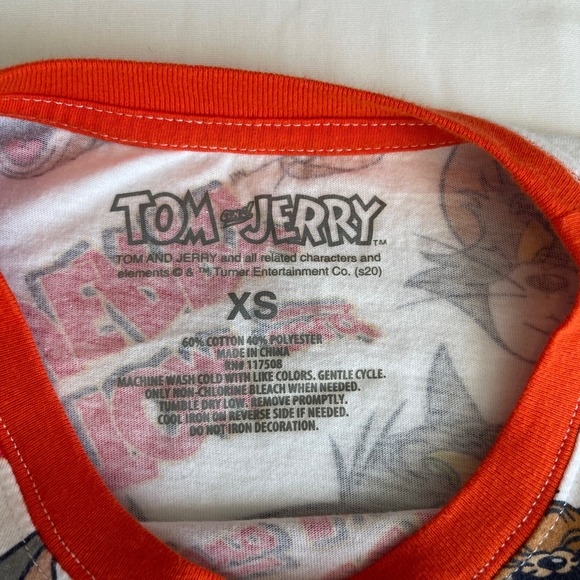 TOM and JERRY™
TOM AND JERRY and all related characters and
elements © & ™ Turner Entertainment Co. (s20)
XS
60% COTTON 40% POLYESTER
MADE IN CHINA
RN# 117508
MACHINE WASH COLD WITH LIKE COLORS. GENTLE CYCLE.
ONLY NON-CHLORINE BLEACH WHEN NEEDED.
TUMBLE DRY LOW. REMOVE PROMPTLY.
COOL IRON ON REVERSE SIDE IF NEEDED.
DO NOT IRON DECORATION.